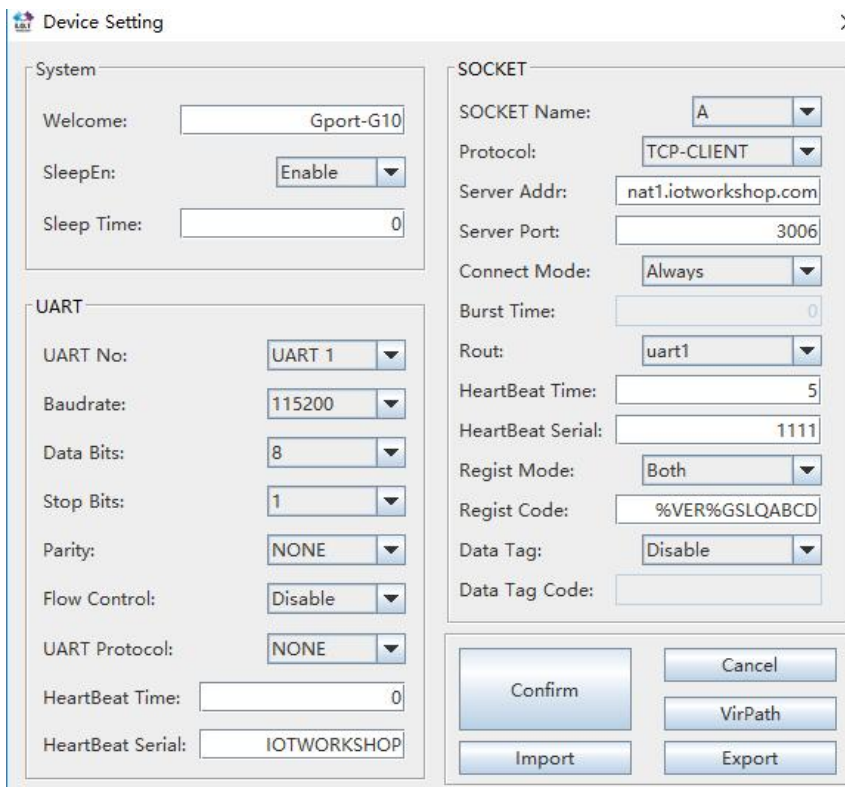 Device Setting
System
Welcome: Gport-G10
SleepEn: Enable
Sleep Time: 0
UART
UART No: UART 1
Baudrate: 115200
Data Bits: 8
Stop Bits: 1
Parity: NONE
Flow Control: Disable
UART Protocol: NONE
HeartBeat Time: 0
HeartBeat Serial: IOTWORKSHOP
SOCKET
SOCKET Name: A
Protocol: TCP-CLIENT
Server Addr: nat1.iotworkshop.com
Server Port: 3006
Connect Mode: Always
Burst Time: 0
Rout: uart1
HeartBeat Time: 5
HeartBeat Serial: 1111
Regist Mode: Both
Regist Code: %VER%GSLQABCD
Data Tag: Disable
Data Tag Code:
Confirm
Cancel
VirPath
Import
Export